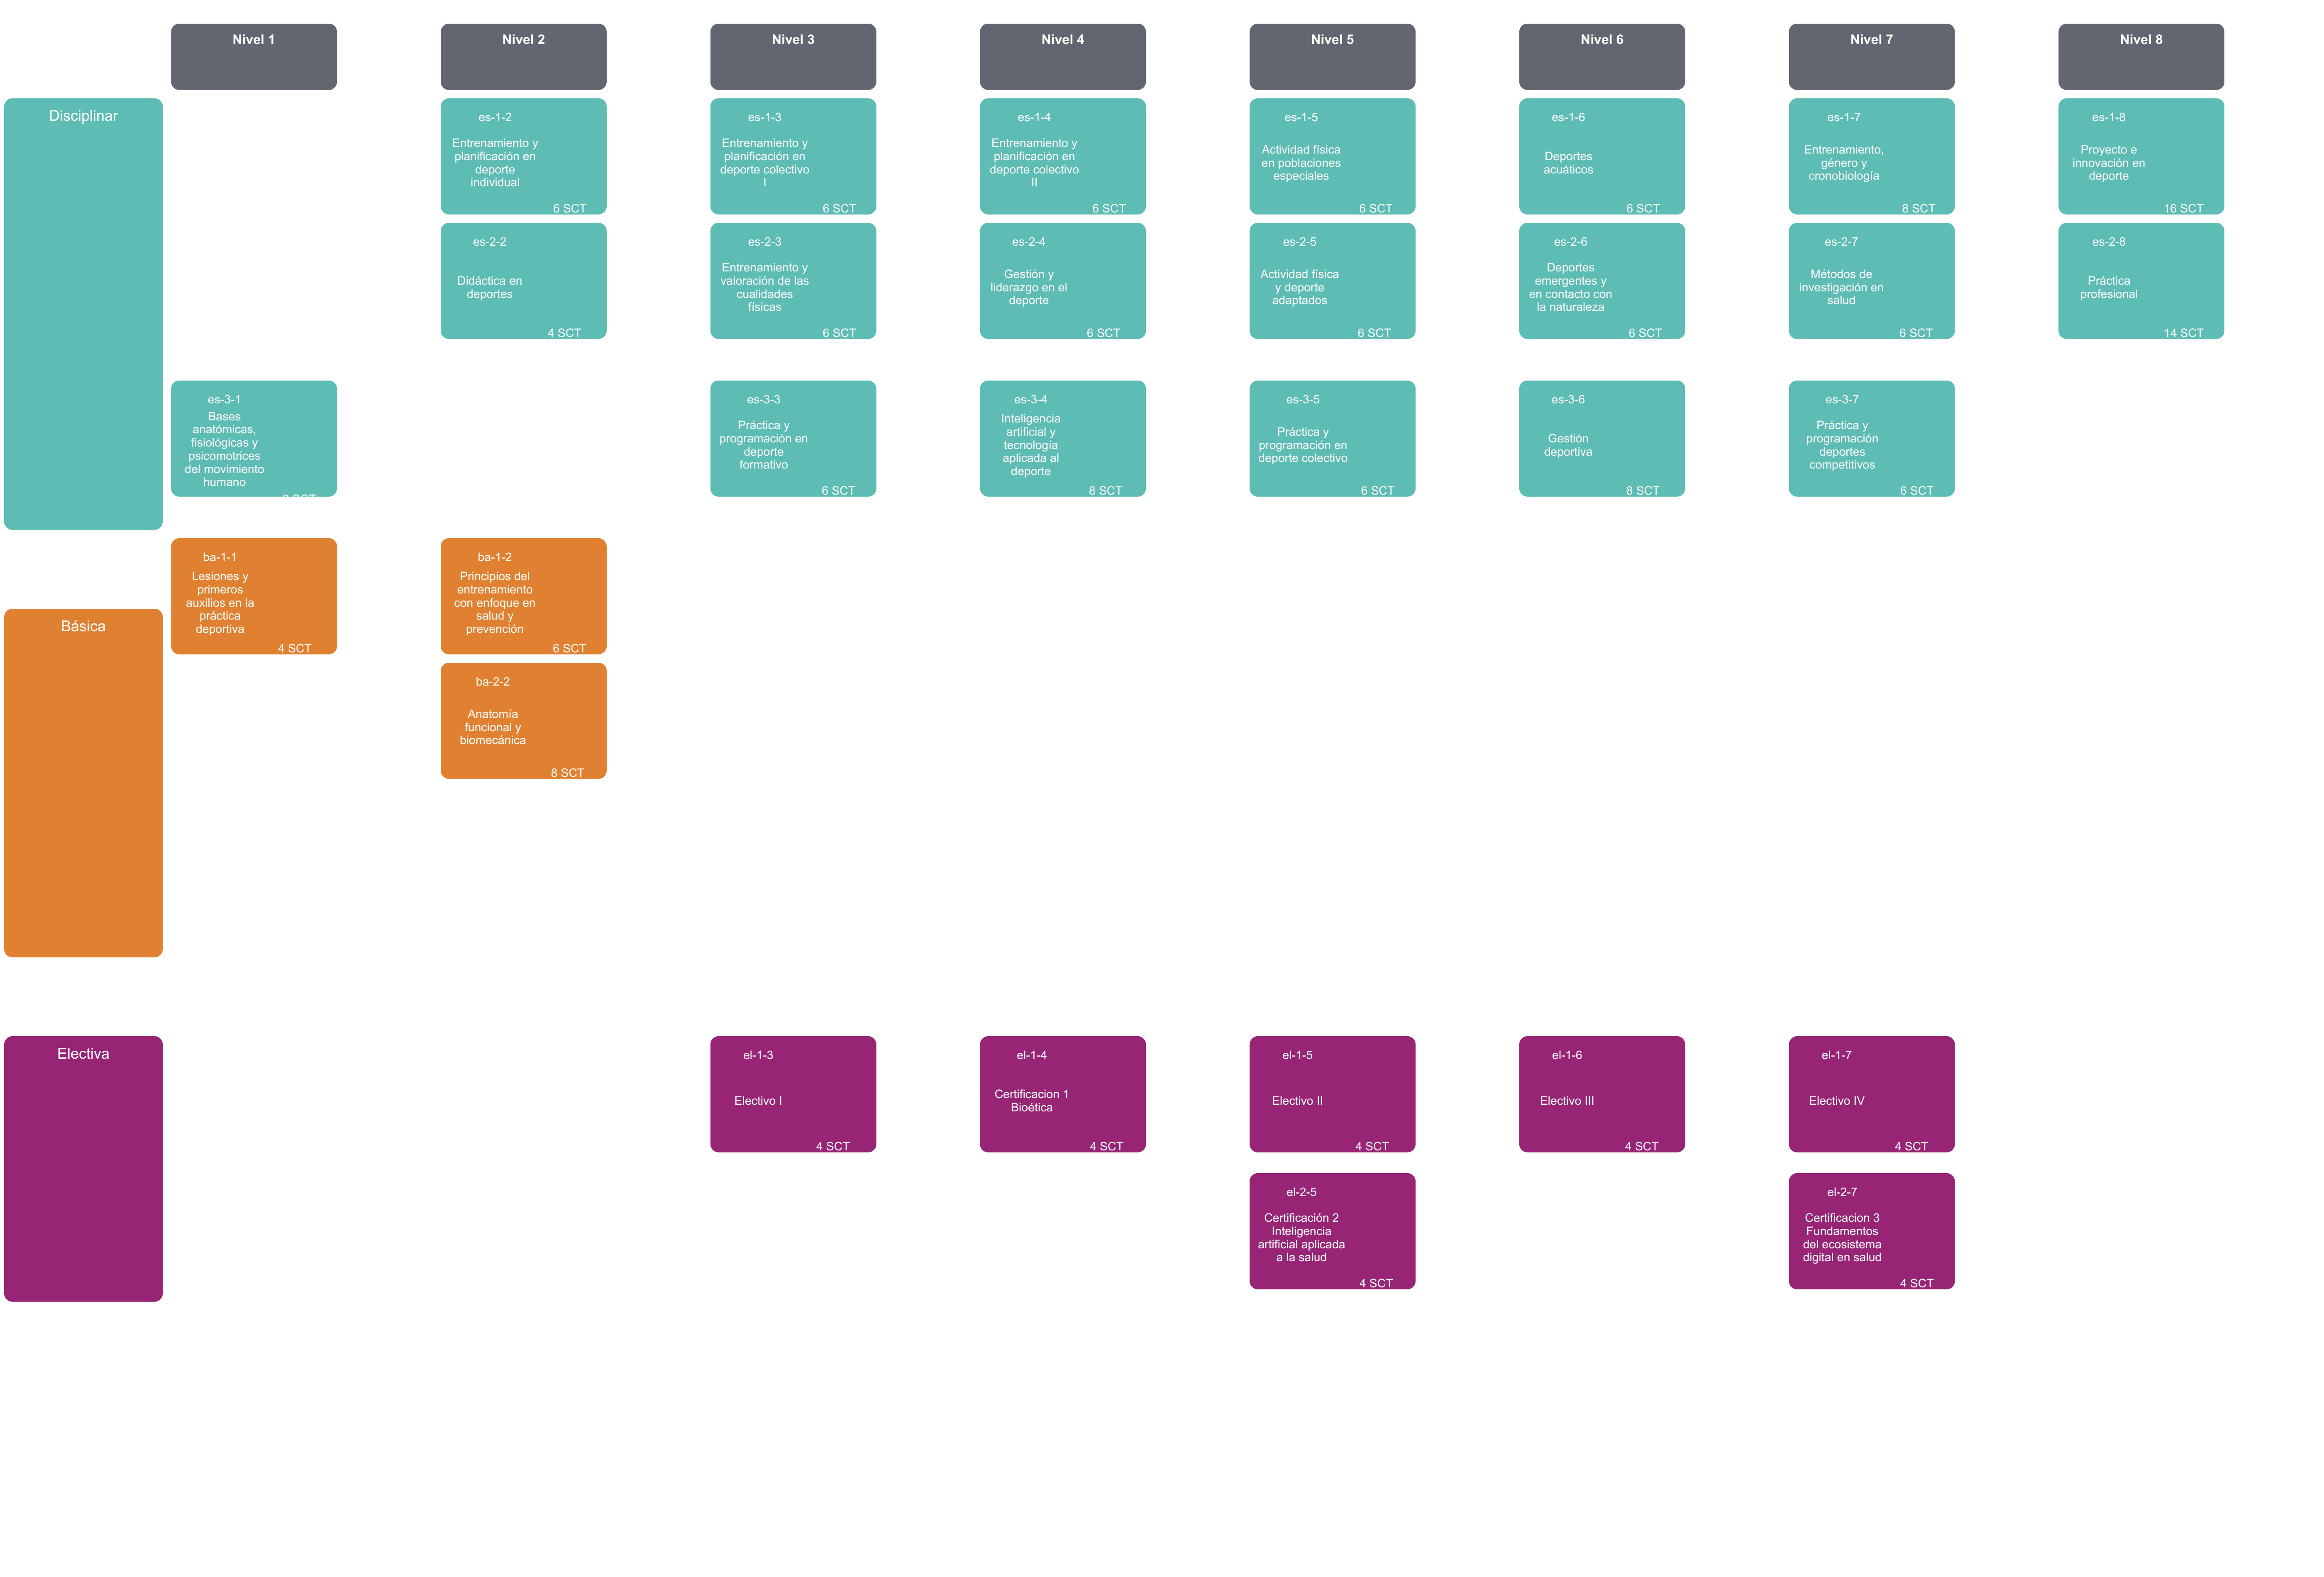 Nivel 1
Nivel 2
Nivel 3
Nivel 4
Nivel 5
Nivel 6
Nivel 7
Nivel 8
Disciplinar
es-1-2
Entrenamiento y
planificación en
deporte
individual
6 SCT
es-1-3
Entrenamiento y
planificación en
deporte colectivo
I
6 SCT
es-1-4
Entrenamiento y
planificación en
deporte colectivo
II
6 SCT
es-1-5
Actividad física
en poblaciones
especiales
6 SCT
es-1-6
Deportes
acuáticos
6 SCT
es-1-7
Entrenamiento,
género y
cronobiología
8 SCT
es-1-8
Proyecto e
innovación en
deporte
16 SCT
es-2-2
Didáctica en
deportes
4 SCT
es-2-3
Entrenamiento y
valoración de las
cualidades
físicas
6 SCT
es-2-4
Gestión y
liderazgo en el
deporte
6 SCT
es-2-5
Actividad física
y deporte
adaptados
6 SCT
es-2-6
Deportes
emergentes y
en contacto con
la naturaleza
6 SCT
es-2-7
Métodos de
investigación en
salud
6 SCT
es-2-8
Práctica
profesional
14 SCT
es-3-1
Bases
anatómicas,
fisiológicas y
psicomotrices
del movimiento
humano
SCT
es-3-3
Práctica y
programación en
deporte
formativo
6 SCT
es-3-4
Inteligencia
artificial y
tecnología
aplicada al
deporte
8 SCT
es-3-5
Práctica y
programación en
deporte colectivo
6 SCT
es-3-6
Gestión
deportiva
8 SCT
es-3-7
Práctica y
programación
deportes
competitivos
6 SCT
Básica
ba-1-1
Lesiones y
primeros
auxilios en la
práctica
deportiva
4 SCT
ba-1-2
Principios del
entrenamiento
con enfoque en
salud y
prevención
6 SCT
ba-2-2
Anatomía
funcional y
biomecánica
8 SCT
Electiva
el-1-3
Electivo I
4 SCT
el-1-4
Certificacion 1
Bioética
4 SCT
el-1-5
Electivo II
4 SCT
el-1-6
Electivo III
4 SCT
el-1-7
Electivo IV
4 SCT
el-2-5
Certificación 2
Inteligencia
artificial aplicada
a la salud
4 SCT
el-2-7
Certificacion 3
Fundamentos
del ecosistema
digital en salud
4 SCT